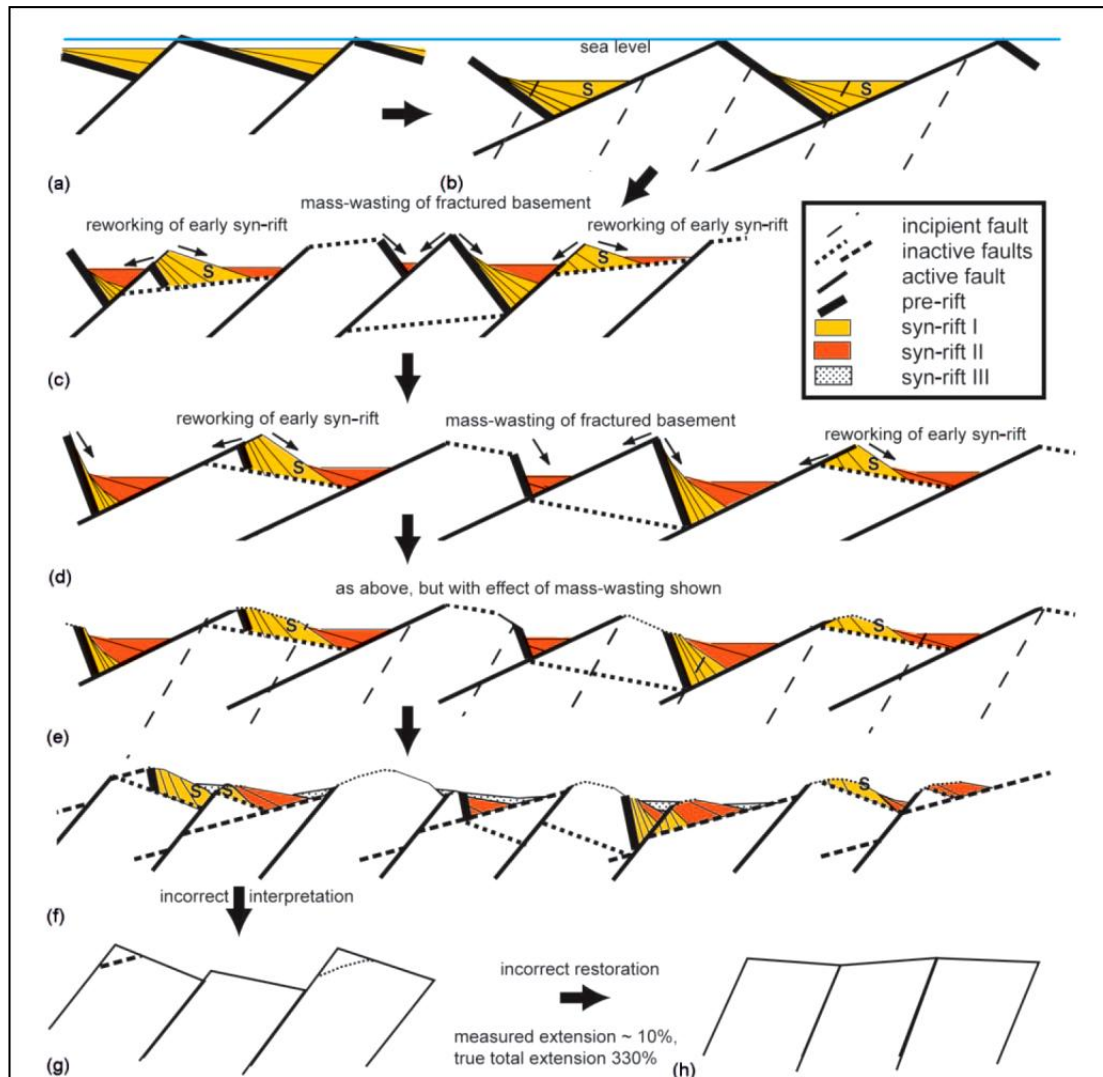 sea level
S
S
(a)
(b)
mass-wasting of fractured basement
reworking of early syn-rift
reworking of early syn-rift
S
S
incipient fault
inactive faults
active fault
pre-rift
syn-rift I
syn-rift II
syn-rift III
(c)
reworking of early syn-rift
mass-wasting of fractured basement
reworking of early syn-rift
S
S
(d)
as above, but with effect of mass-wasting shown
S
S
(e)
S
S
S
incorrect interpretation
(f)
incorrect restoration
measured extension ~ 10%,
true total extension 330%
(g)
(h)